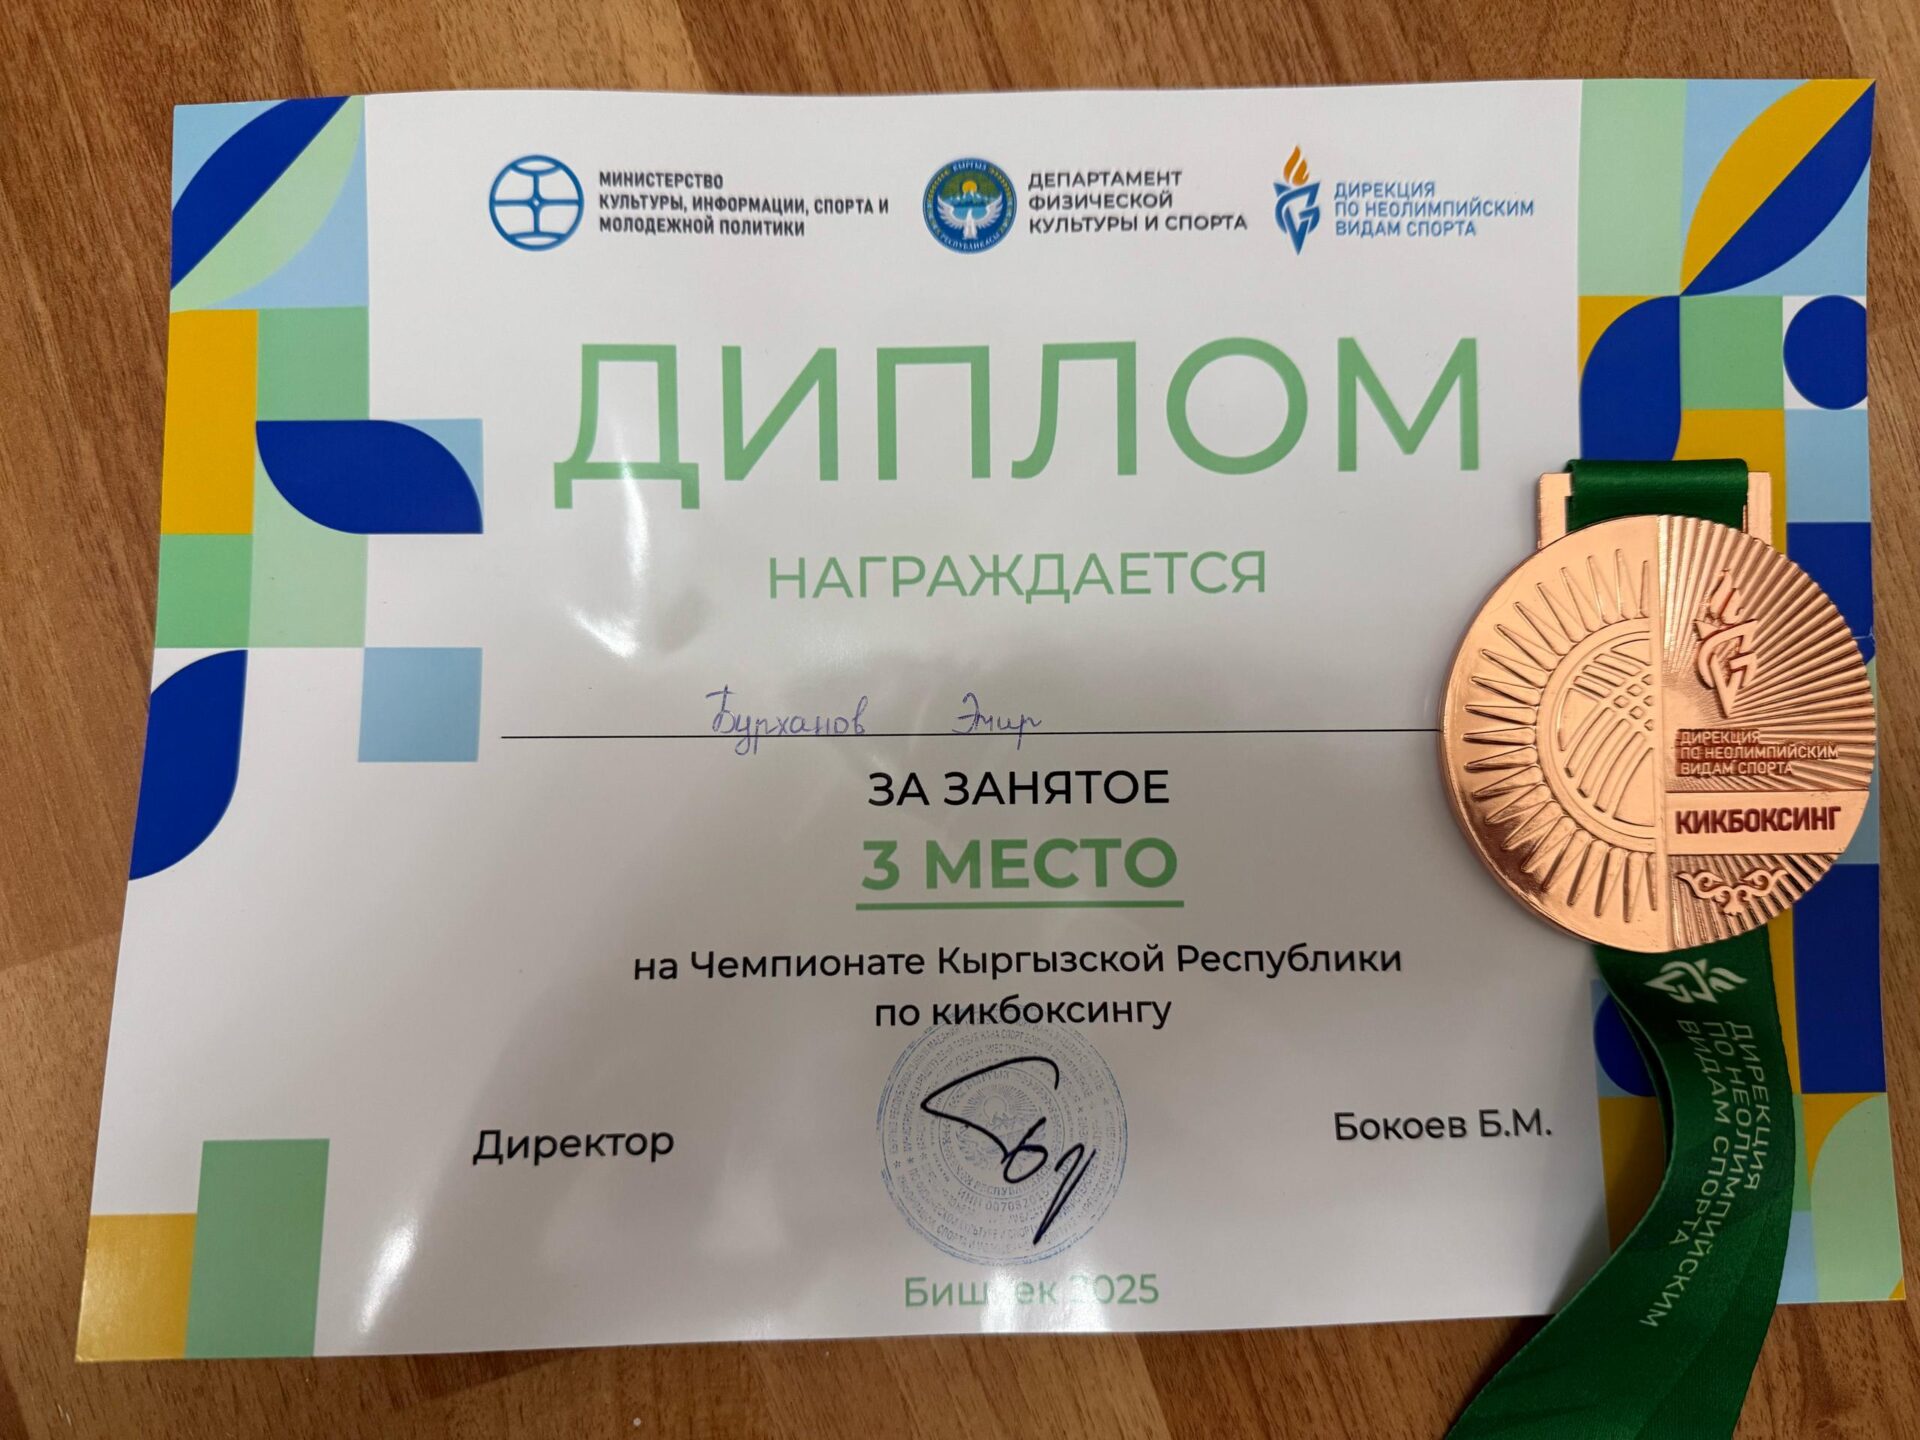 МИНИСТЕРСТВО
КУЛЬТУРЫ, ИНФОРМАЦИИ, СПОРТА И
МОЛОДЕЖНОЙ ПОЛИТИКИ
ДЕПАРТАМЕНТ
ФИЗИЧЕСКОЙ
КУЛЬТУРЫ И СПОРТА
ДИРЕКЦИЯ
ПО НЕОЛИМПИЙСКИМ
ВИДАМ СПОРТА
ДИПЛОМ
НАГРАЖДАЕТСЯ
Бурханов Эмир
ЗА ЗАНЯТОЕ
3 МЕСТО
на Чемпионате Кыргызской Республики
по кикбоксингу
Директор
Бокоев Б.М.
Бишкек 2025
ДИРЕКЦИЯ
ПО НЕОЛИМПИЙСКИМ
ВИДАМ СПОРТА
КИКБОКСИНГ
ДИРЕКЦИЯ
ПО НЕОЛИМПИЙСКИМ
ВИДАМ СПОРТА